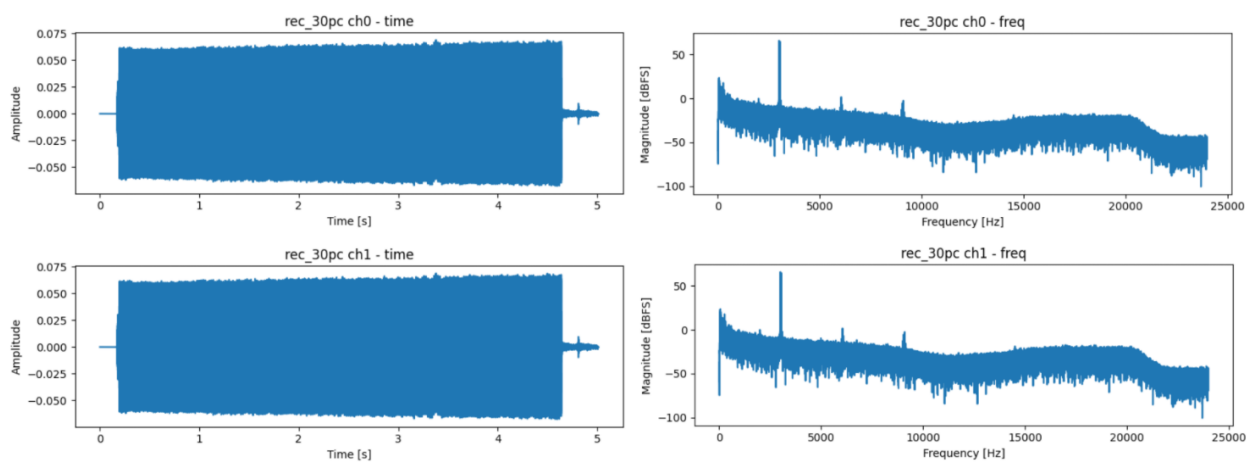 rec_30pc ch0 - time
Amplitude
0.075
0.050
0.025
0.000
−0.025
−0.050
0 1 2 3 4 5
Time [s]
rec_30pc ch0 - freq
Magnitude [dBFS]
50
0
−50
−100
0 5000 10000 15000 20000 25000
Frequency [Hz]
rec_30pc ch1 - time
Amplitude
0.075
0.050
0.025
0.000
−0.025
−0.050
0 1 2 3 4 5
Time [s]
rec_30pc ch1 - freq
Magnitude [dBFS]
50
0
−50
−100
0 5000 10000 15000 20000 25000
Frequency [Hz]